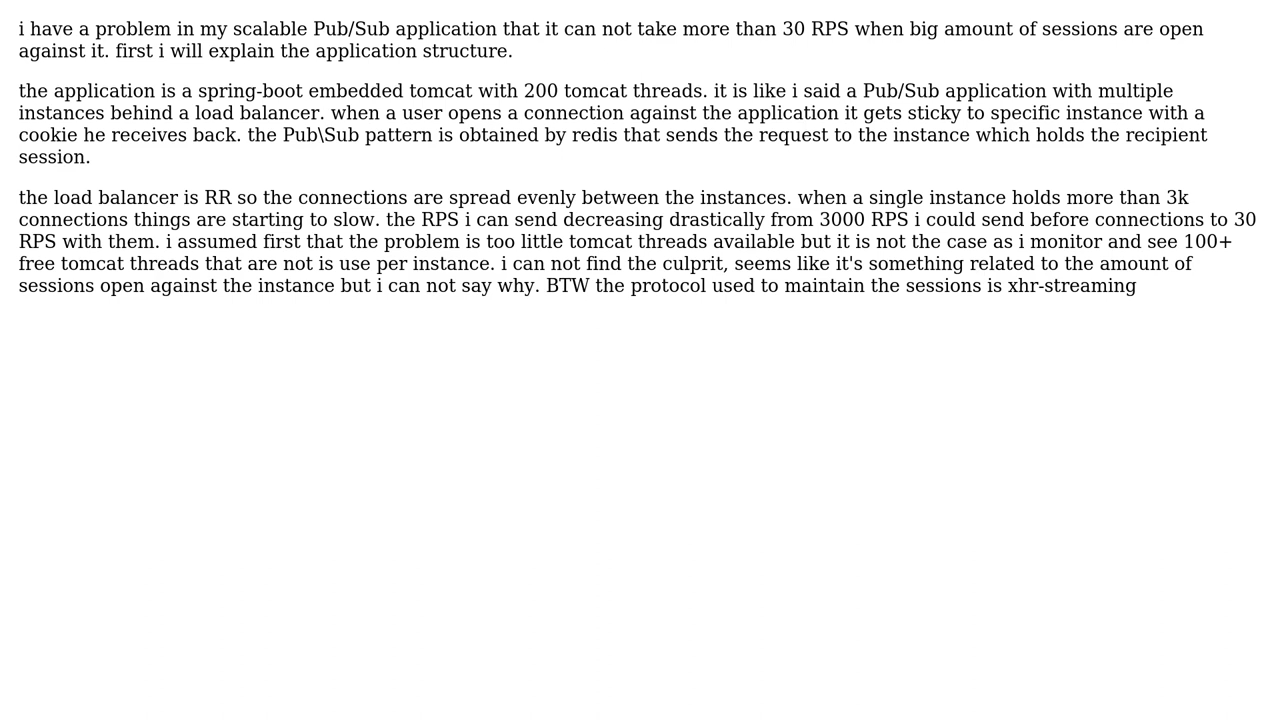 i have a problem in my scalable Pub/Sub application that it can not take more than 30 RPS when big amount of sessions are open
against it. first i will explain the application structure.
the application is a spring-boot embedded tomcat with 200 tomcat threads. it is like i said a Pub/Sub application with multiple
instances behind a load balancer. when a user opens a connection against the application it gets sticky to specific instance with a
cookie he receives back. the Pub\Sub pattern is obtained by redis that sends the request to the instance which holds the recipient
session.
the load balancer is RR so the connections are spread evenly between the instances. when a single instance holds more than 3k
connections things are starting to slow. the RPS i can send decreasing drastically from 3000 RPS i could send before connections to 30
RPS with them. i assumed first that the problem is too little tomcat threads available but it is not the case as i monitor and see 100+
free tomcat threads that are not is use per instance. i can not find the culprit, seems like it's something related to the amount of
sessions open against the instance but i can not say why. BTW the protocol used to maintain the sessions is xhr-streaming